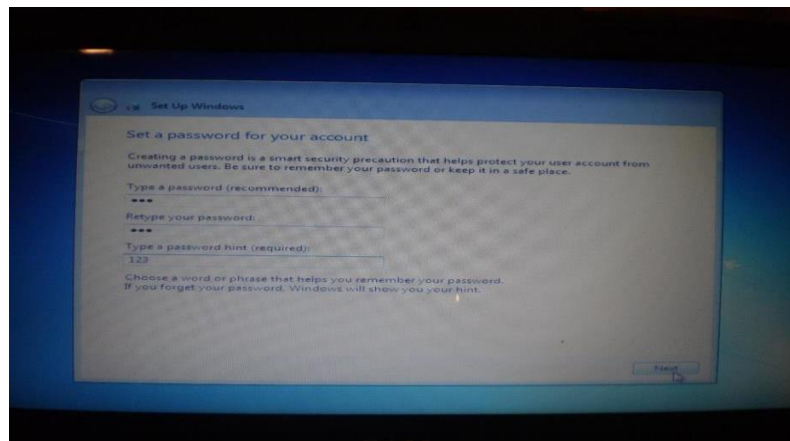 Set Up Windows
Set a password for your account
Creating a password is a smart security precaution that helps protect your user account from
unwanted users. Be sure to remember your password or keep it in a safe place.
Type a password (recommended):
•••
Retype your password:
•••
Type a password hint (required):
123
Choose a word or phrase that helps you remember your password.
If you forget your password, Windows will show you your hint.
Next